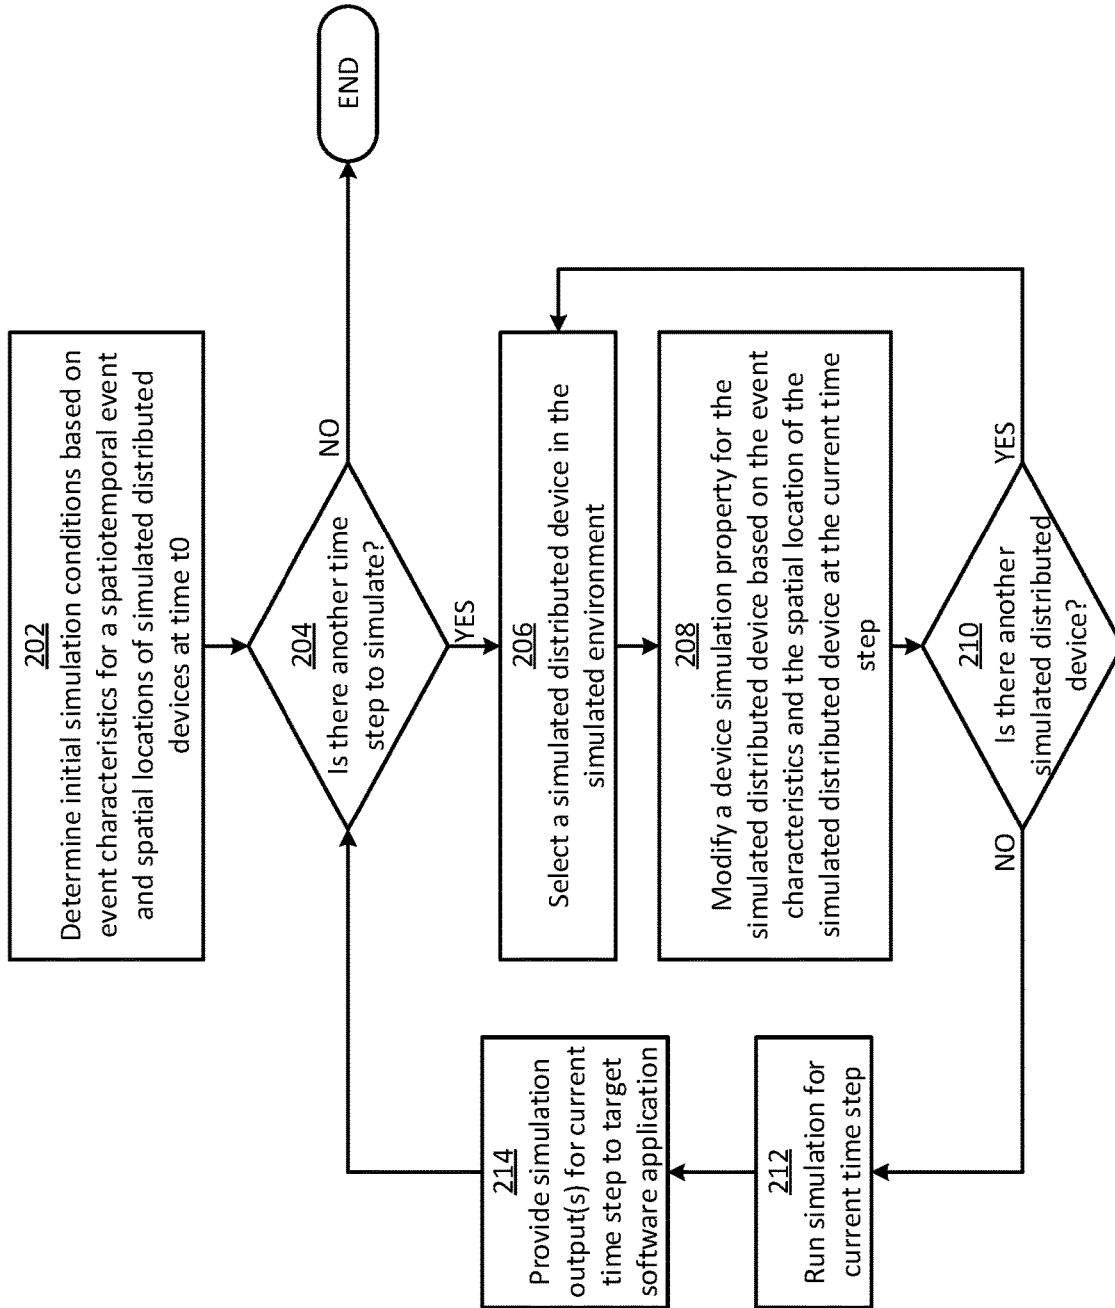 202
Determine initial simulation conditions based on
event characteristics for a spatiotemporal event
and spatial locations of simulated distributed
devices at time t0
204
Is there another time
step to simulate?
NO
END
YES
206
Select a simulated distributed device in the
simulated environment
208
Modify a device simulation property for the
simulated distributed device based on the event
characteristics and the spatial location of the
simulated distributed device at the current time
step
210
Is there another
simulated distributed
device?
YES
NO
212
Run simulation for
current time step
214
Provide simulation
output(s) for current
time step to target
software application